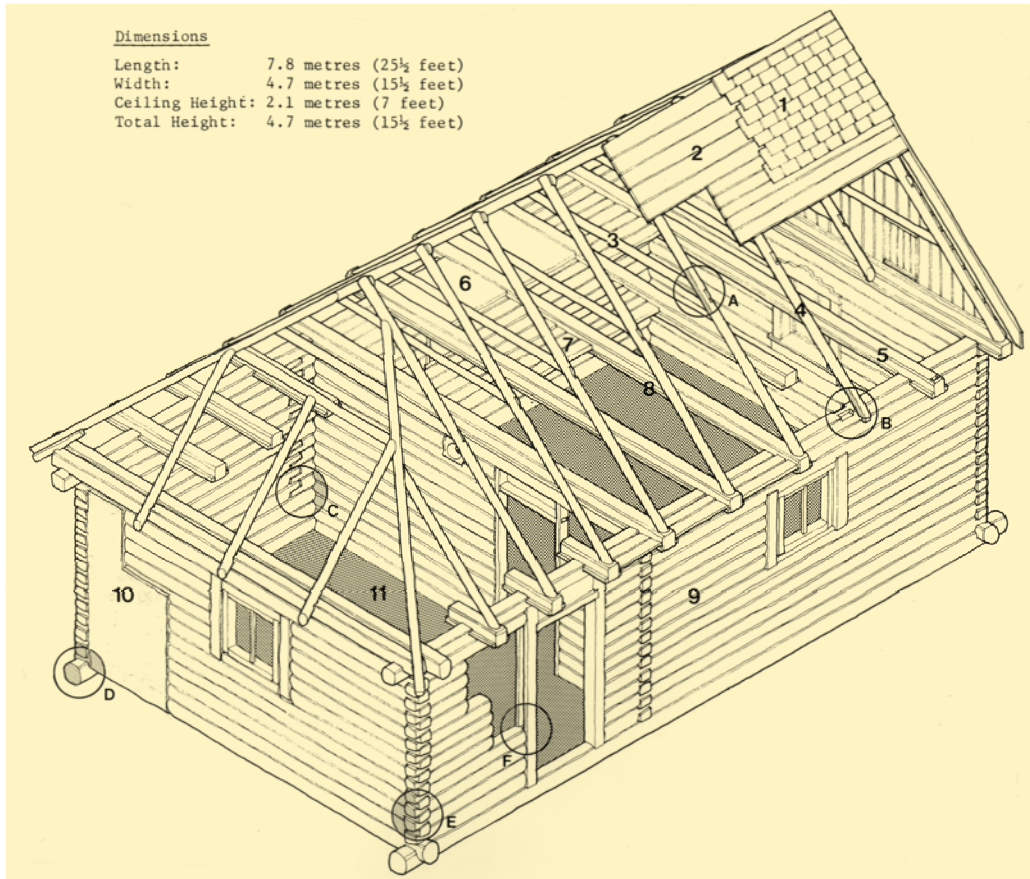 Dimensions
Length: 7.8 metres (25½ feet)
Width: 4.7 metres (15½ feet)
Ceiling Height: 2.1 metres (7 feet)
Total Height: 4.7 metres (15½ feet)
1
2
3
6
A
4
7
5
8
B
C
11
10
9
D
F
E